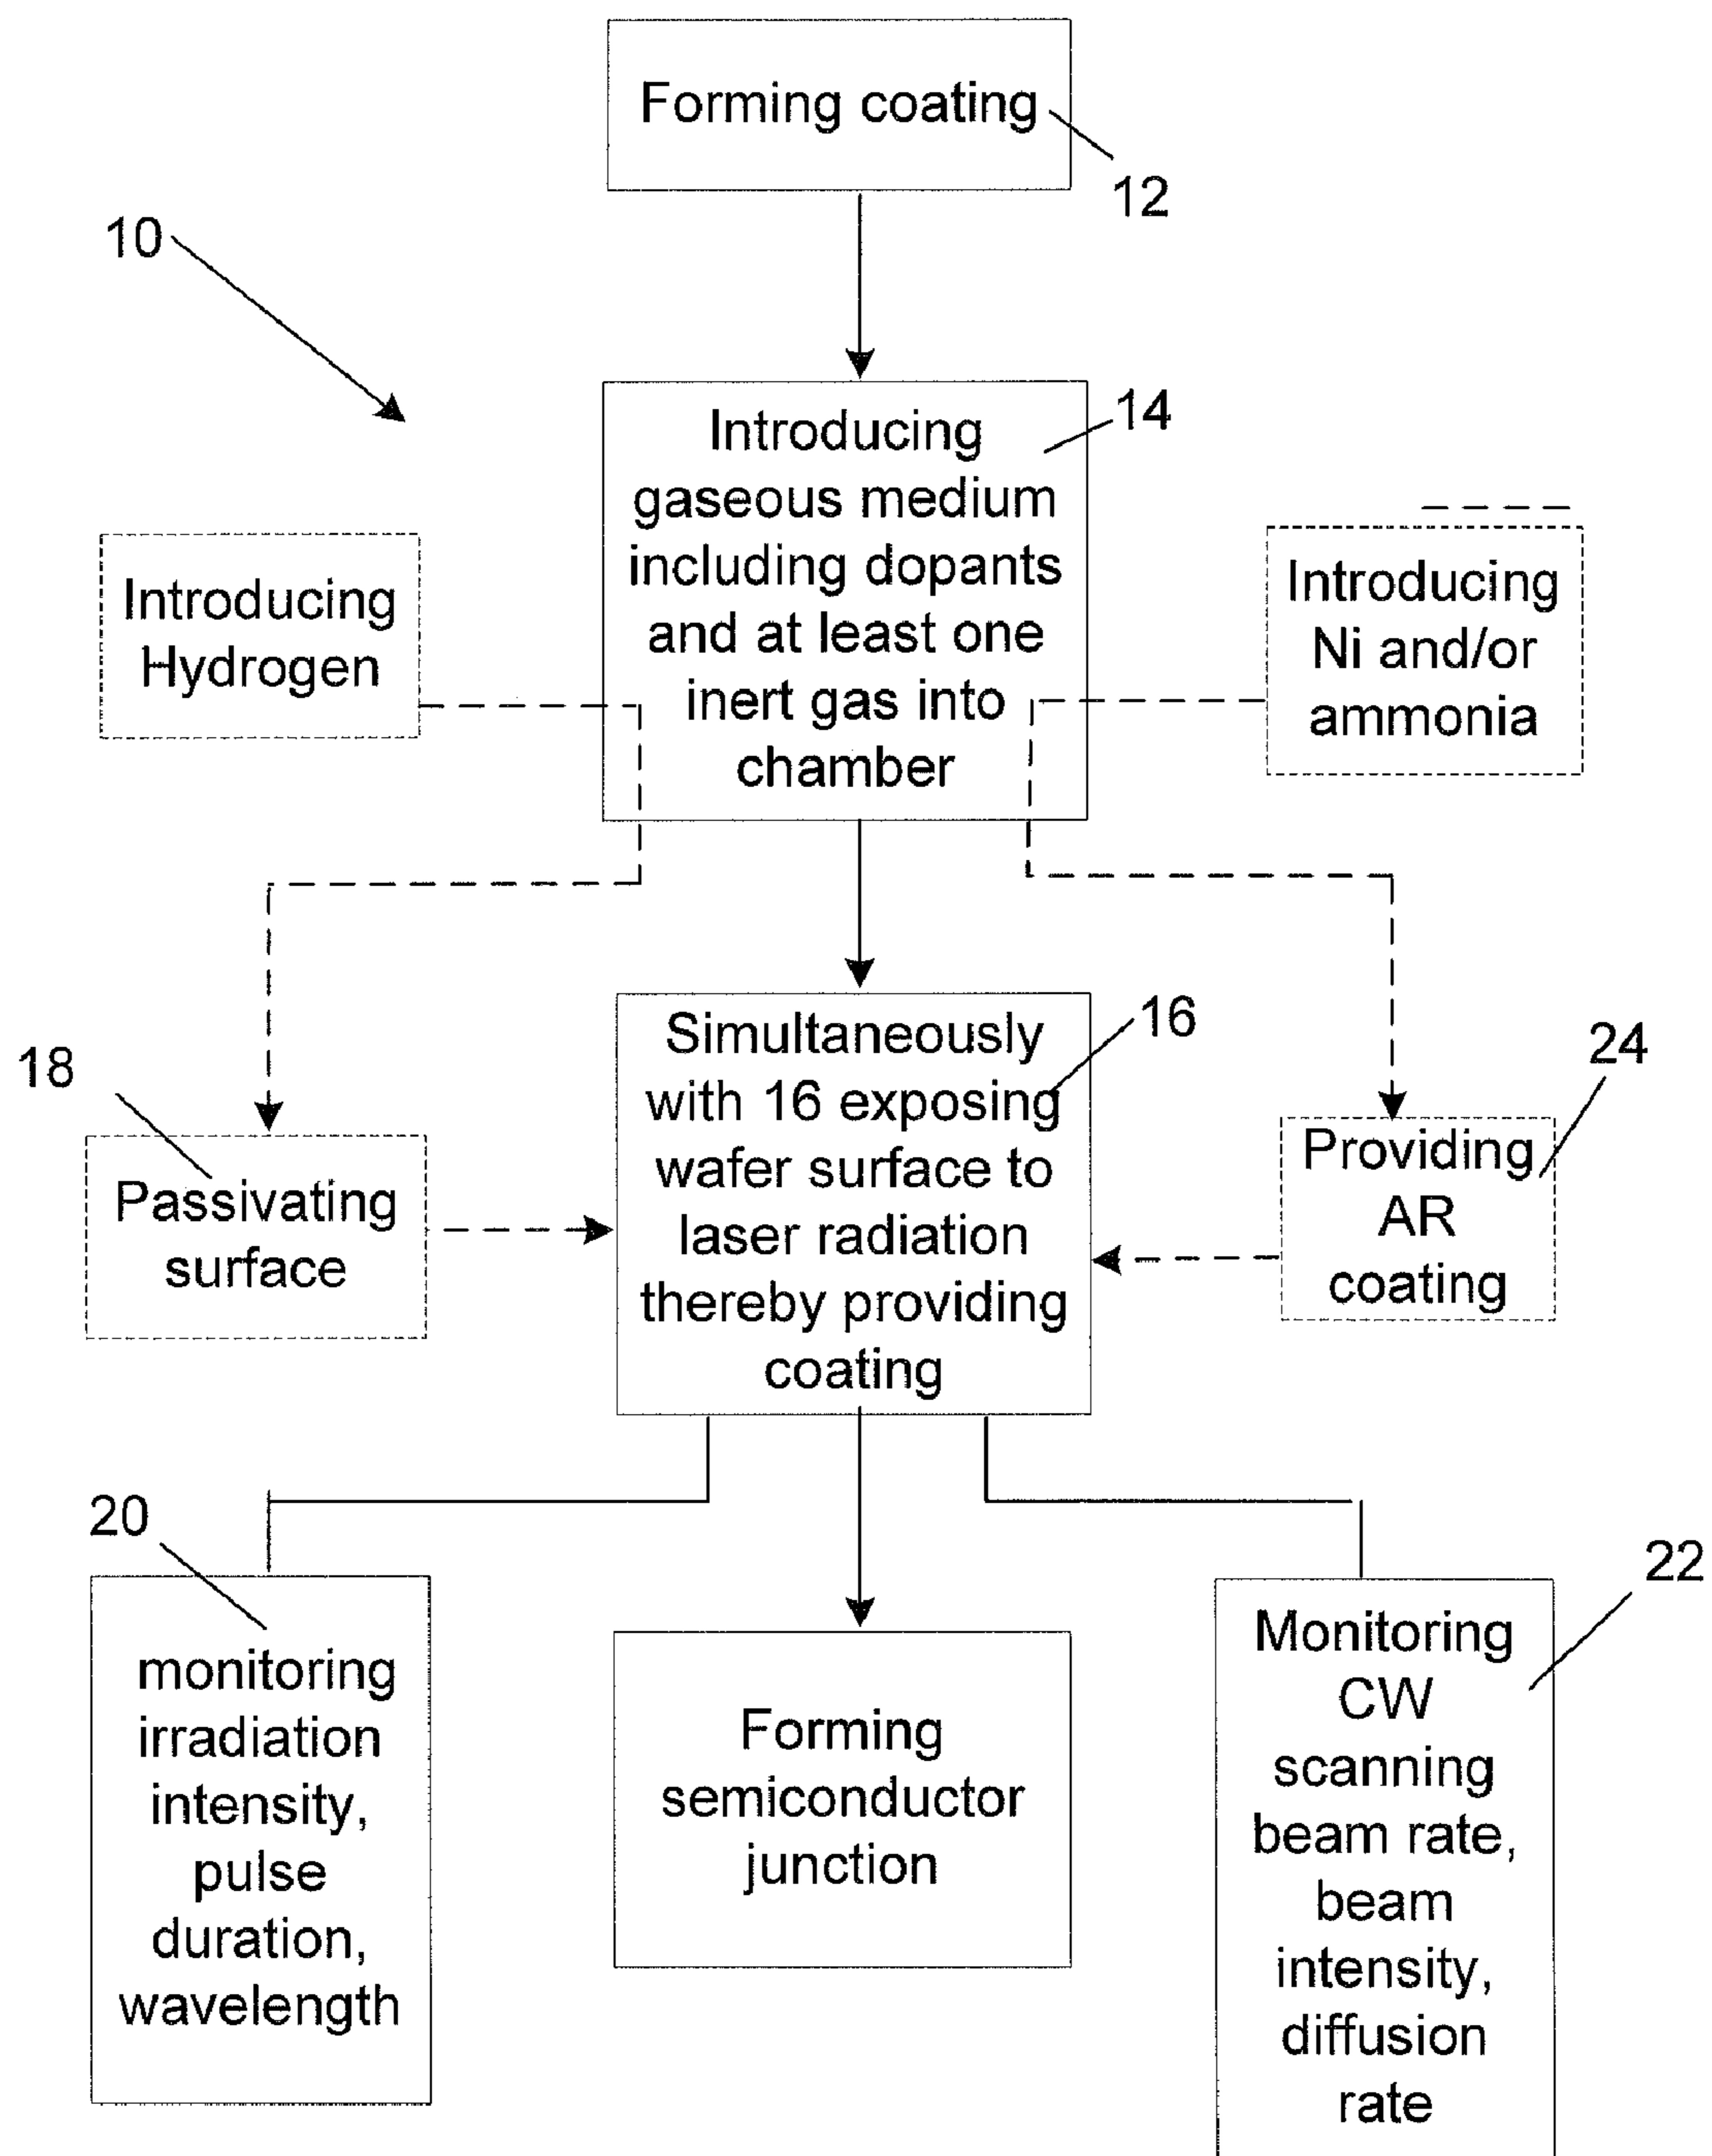 Forming coating
12
10
14
Introducing
gaseous medium
including dopants
and at least one
inert gas into
chamber
Introducing
Hydrogen
Introducing
Ni and/or
ammonia
Simultaneously
with 16 exposing
wafer surface to
laser radiation
thereby providing
coating
16
18
Passivating
surface
24
Providing
AR
coating
20
monitoring
irradiation
intensity,
pulse
duration,
wavelength
Forming
semiconductor
junction
22
Monitoring
CW
scanning
beam rate,
beam
intensity,
diffusion
rate